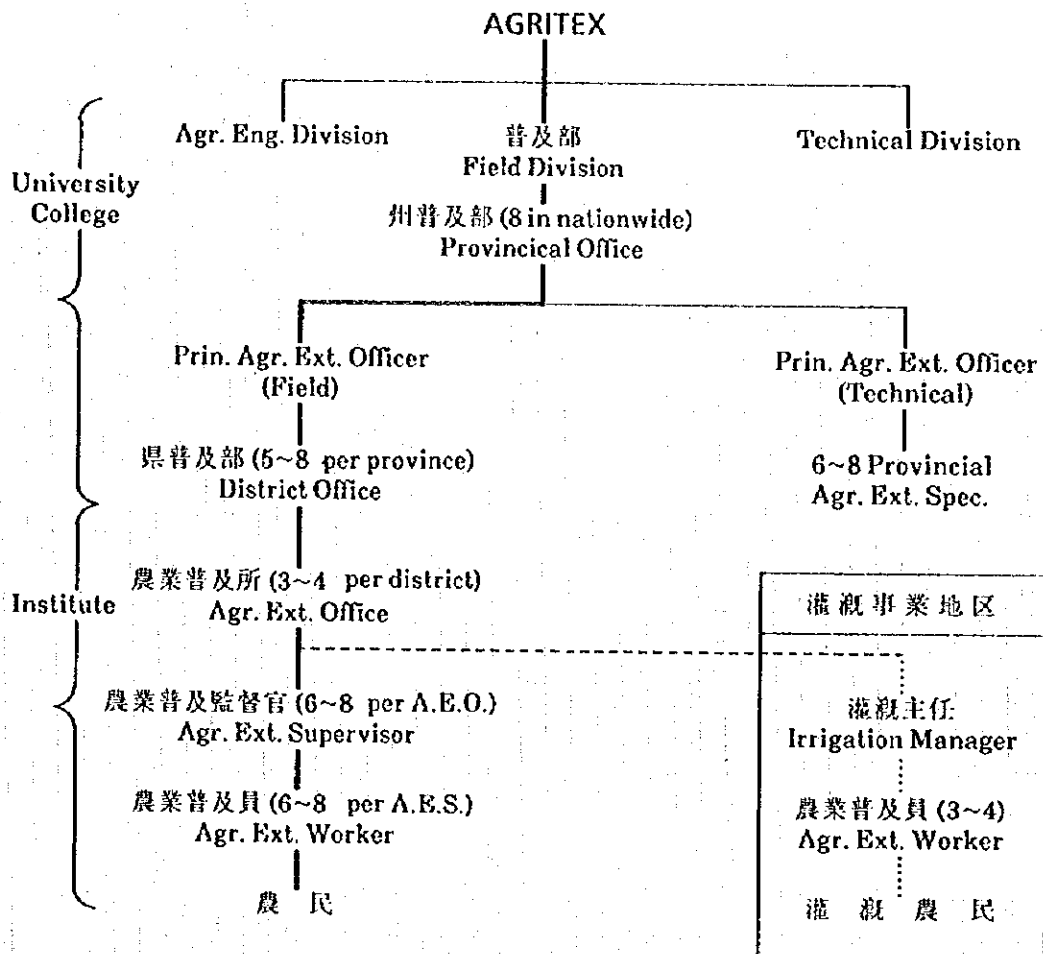 AGRITEX
Agr. Eng. Division
普及部
Field Division
Technical Division
University
College
州普及部 (8 in nationwide)
Provincical Office
Prin. Agr. Ext. Officer
(Field)
Prin. Agr. Ext. Officer
(Technical)
県普及部 (5~8 per province)
District Office
6~8 Provincial
Agr. Ext. Spec.
Institute
農業普及所 (3~4 per district)
Agr. Ext. Office
灌漑事業地区
農業普及監督官 (6~8 per A.E.O.)
Agr. Ext. Supervisor
灌漑主任
Irrigation Manager
農業普及員 (6~8 per A.E.S.)
Agr. Ext. Worker
農業普及員 (3~4)
Agr. Ext. Worker
農民
灌漑農民